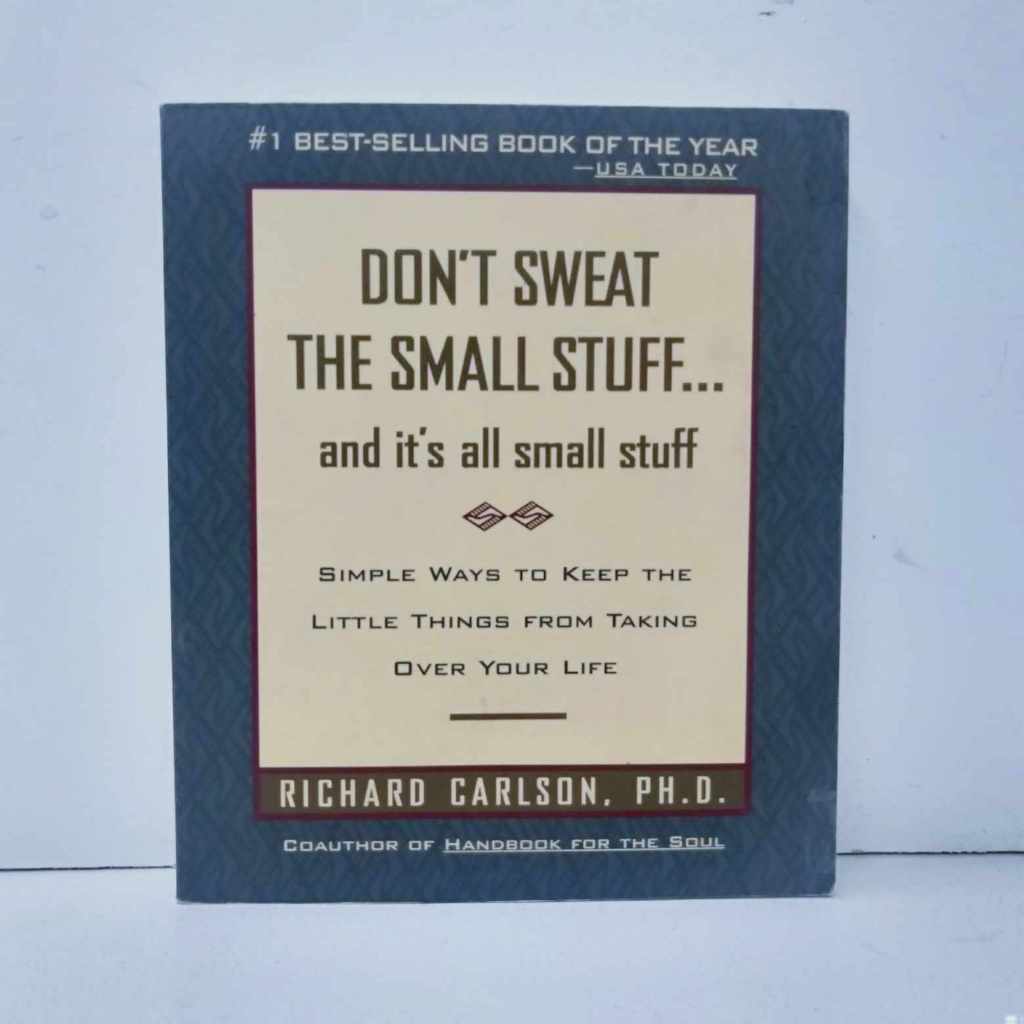 #1 BEST-SELLING BOOK OF THE YEAR
—USA TODAY
DON'T SWEAT
THE SMALL STUFF...
and it's all small stuff
SIMPLE WAYS TO KEEP THE
LITTLE THINGS FROM TAKING
OVER YOUR LIFE
RICHARD CARLSON, PH.D.
COAUTHOR OF HANDBOOK FOR THE SOUL